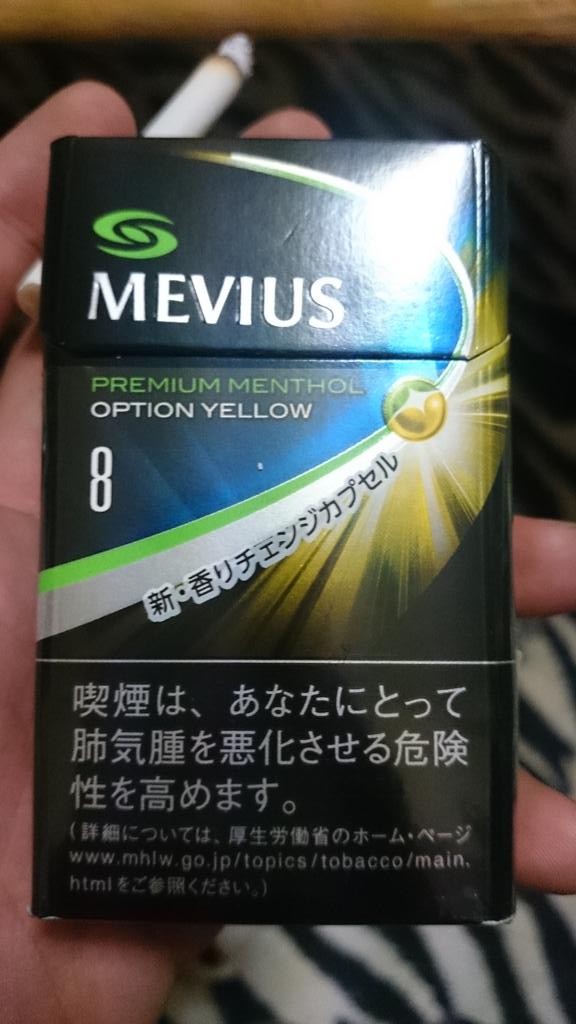 MEVIUS
PREMIUM MENTHOL
OPTION YELLOW
8
新・香りチェンジカプセル
喫煙は、あなたにとって
肺気腫を悪化させる危険
性を高めます。
(詳細については、厚生労働省のホーム・ページ
www.mhlw.go.jp/topics/tobacco/main.
htmlをご参照ください。)